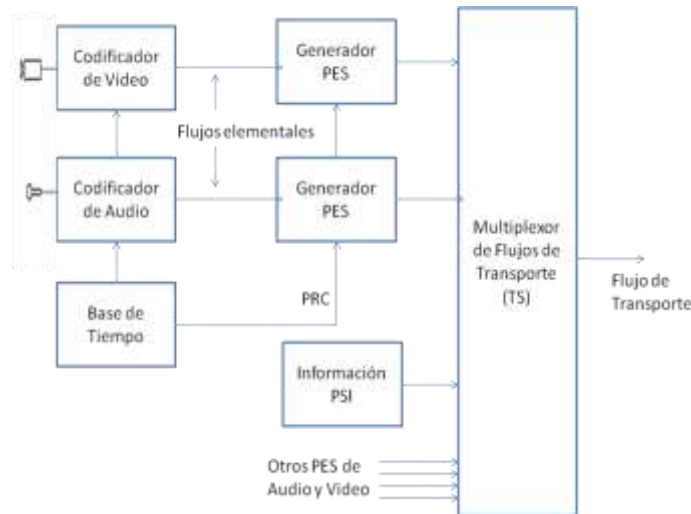 Codificador
de Video
Generador
PES
Flujos elementales
Codificador
de Audio
Generador
PES
Multiplexor
de Flujos de
Transporte
(TS)
Flujo de
Transporte
Base de
Tiempo
PRC
Información
PSI
Otros PES de
Audio y Video